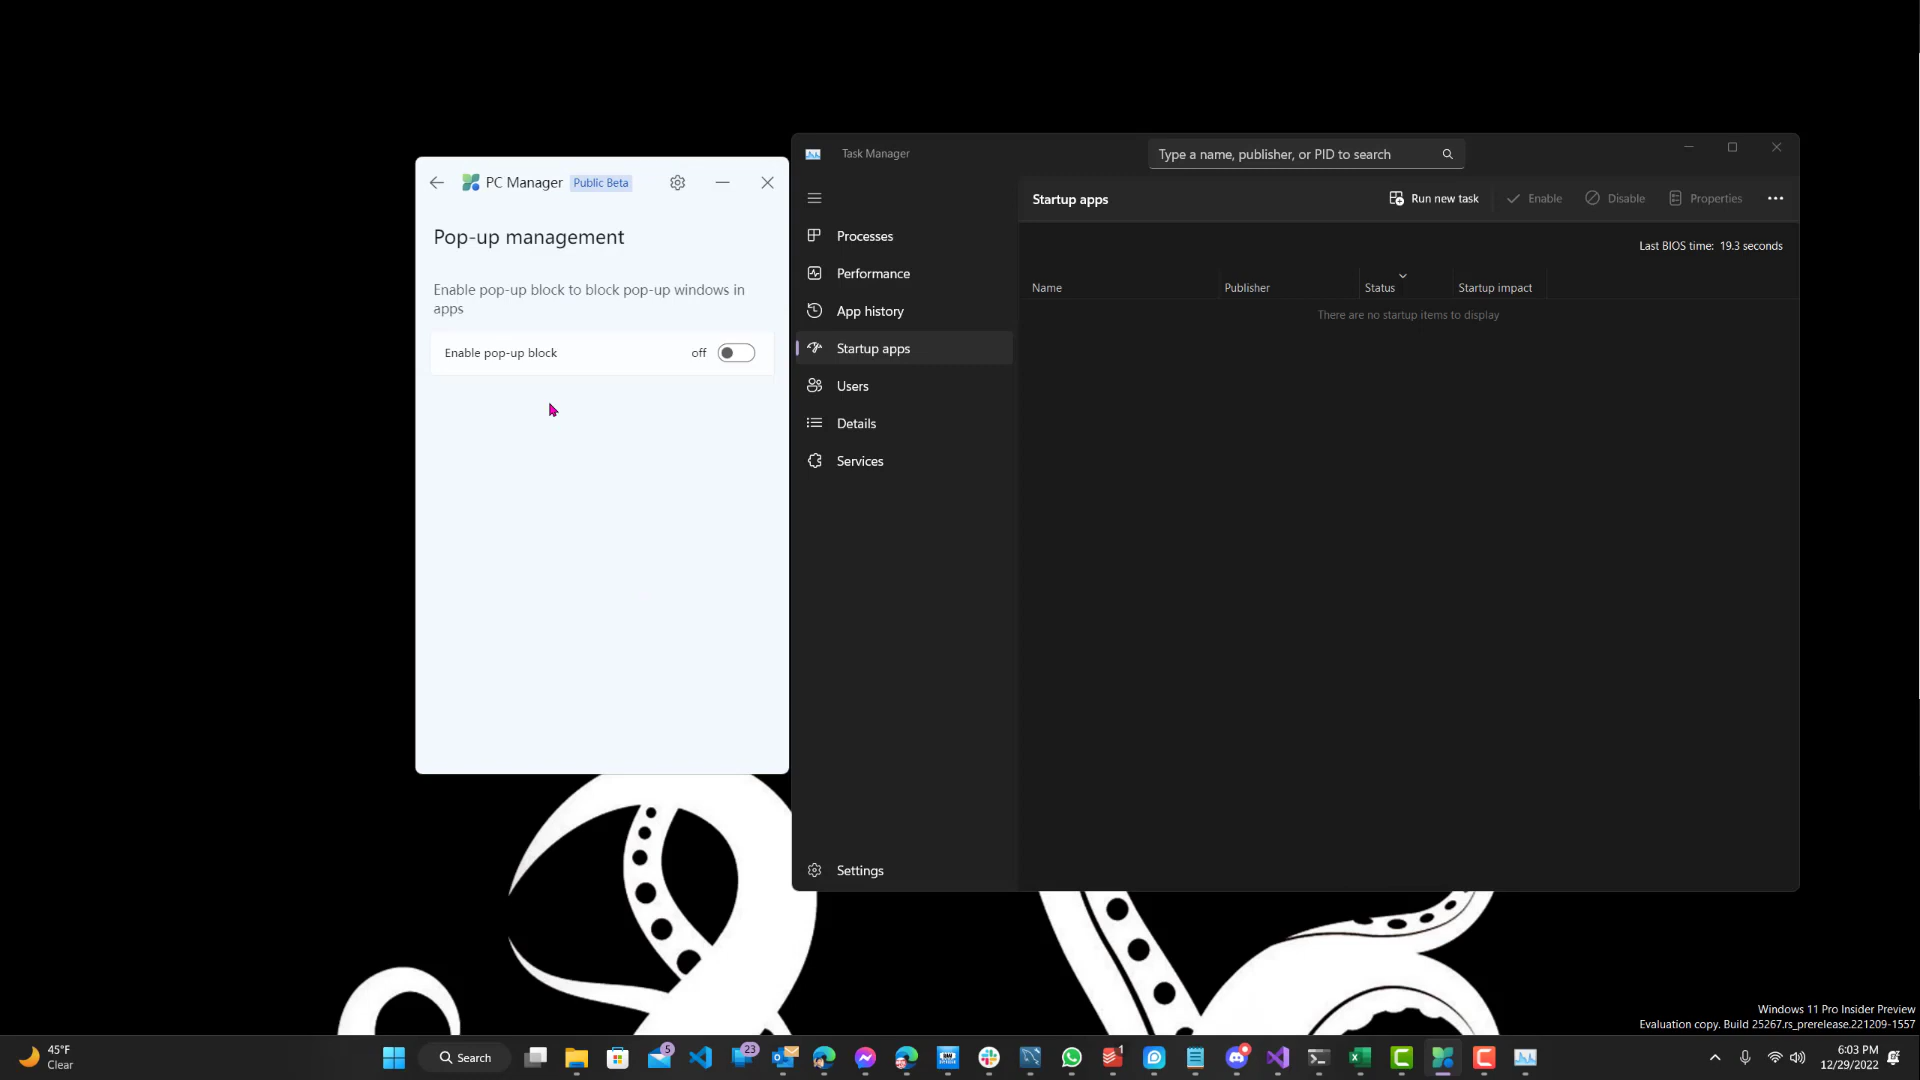 PC Manager Public Beta
Pop-up management
Enable pop-up block to block pop-up windows in
apps
Enable pop-up block off
Task Manager
Type a name, publisher, or PID to search
Startup apps
Run new task
Enable
Disable
Properties
Last BIOS time: 19.3 seconds
Name
Publisher
Status
Startup impact
There are no startup items to display
Processes
Performance
App history
Startup apps
Users
Details
Services
Settings
Windows 11 Pro Insider Preview
Evaluation copy. Build 25267.rs_prerelease.221209-1557
45°F
Clear
Search
5
23
1
6:03 PM
12/29/2022